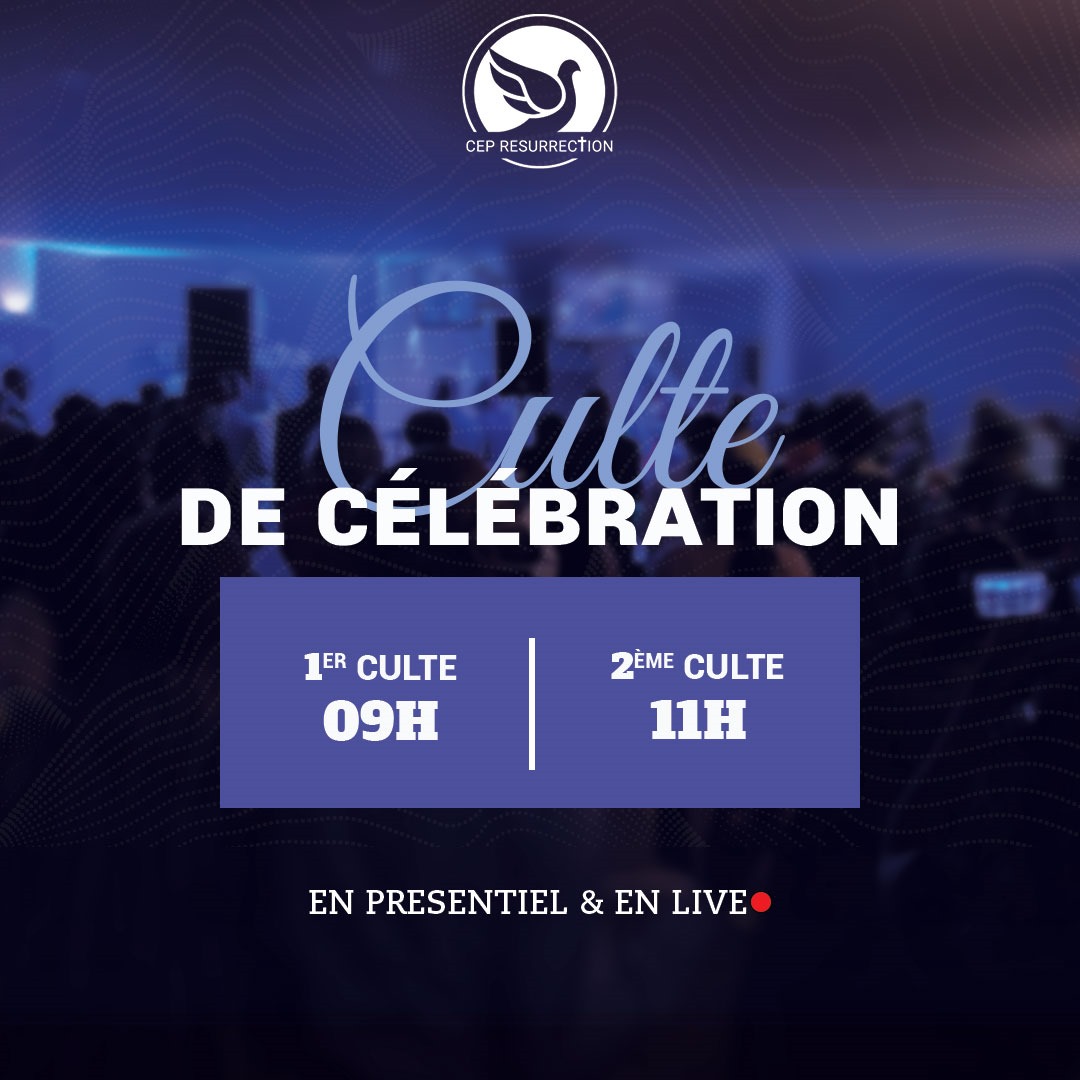 CEP RESURRECTION
Culte
DE CÉLÉBRATION
1ER CULTE
09H
2ÈME CULTE
11H
EN PRESENTIEL & EN LIVE